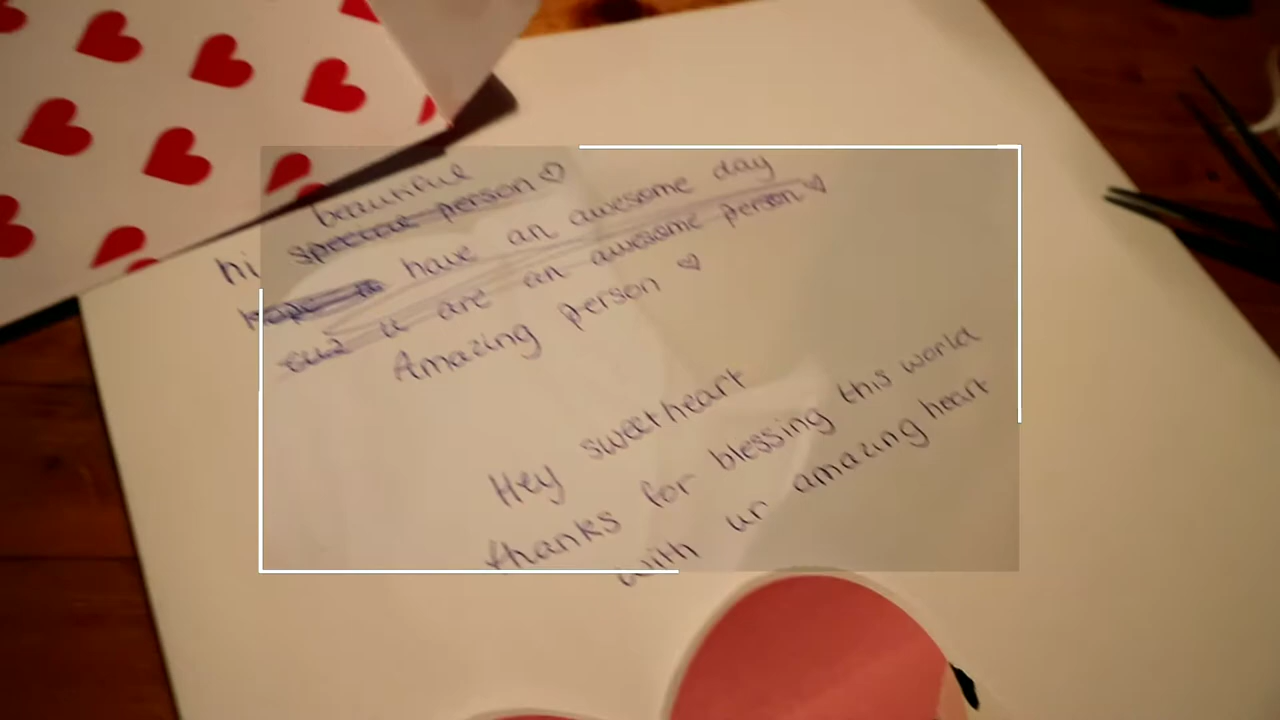 beautiful
hi special person ♡
have an awesome day
cuz u are an awesome person ♡
Amazing person ♡
Hey sweetheart
thanks for blessing this world
with ur amazing heart